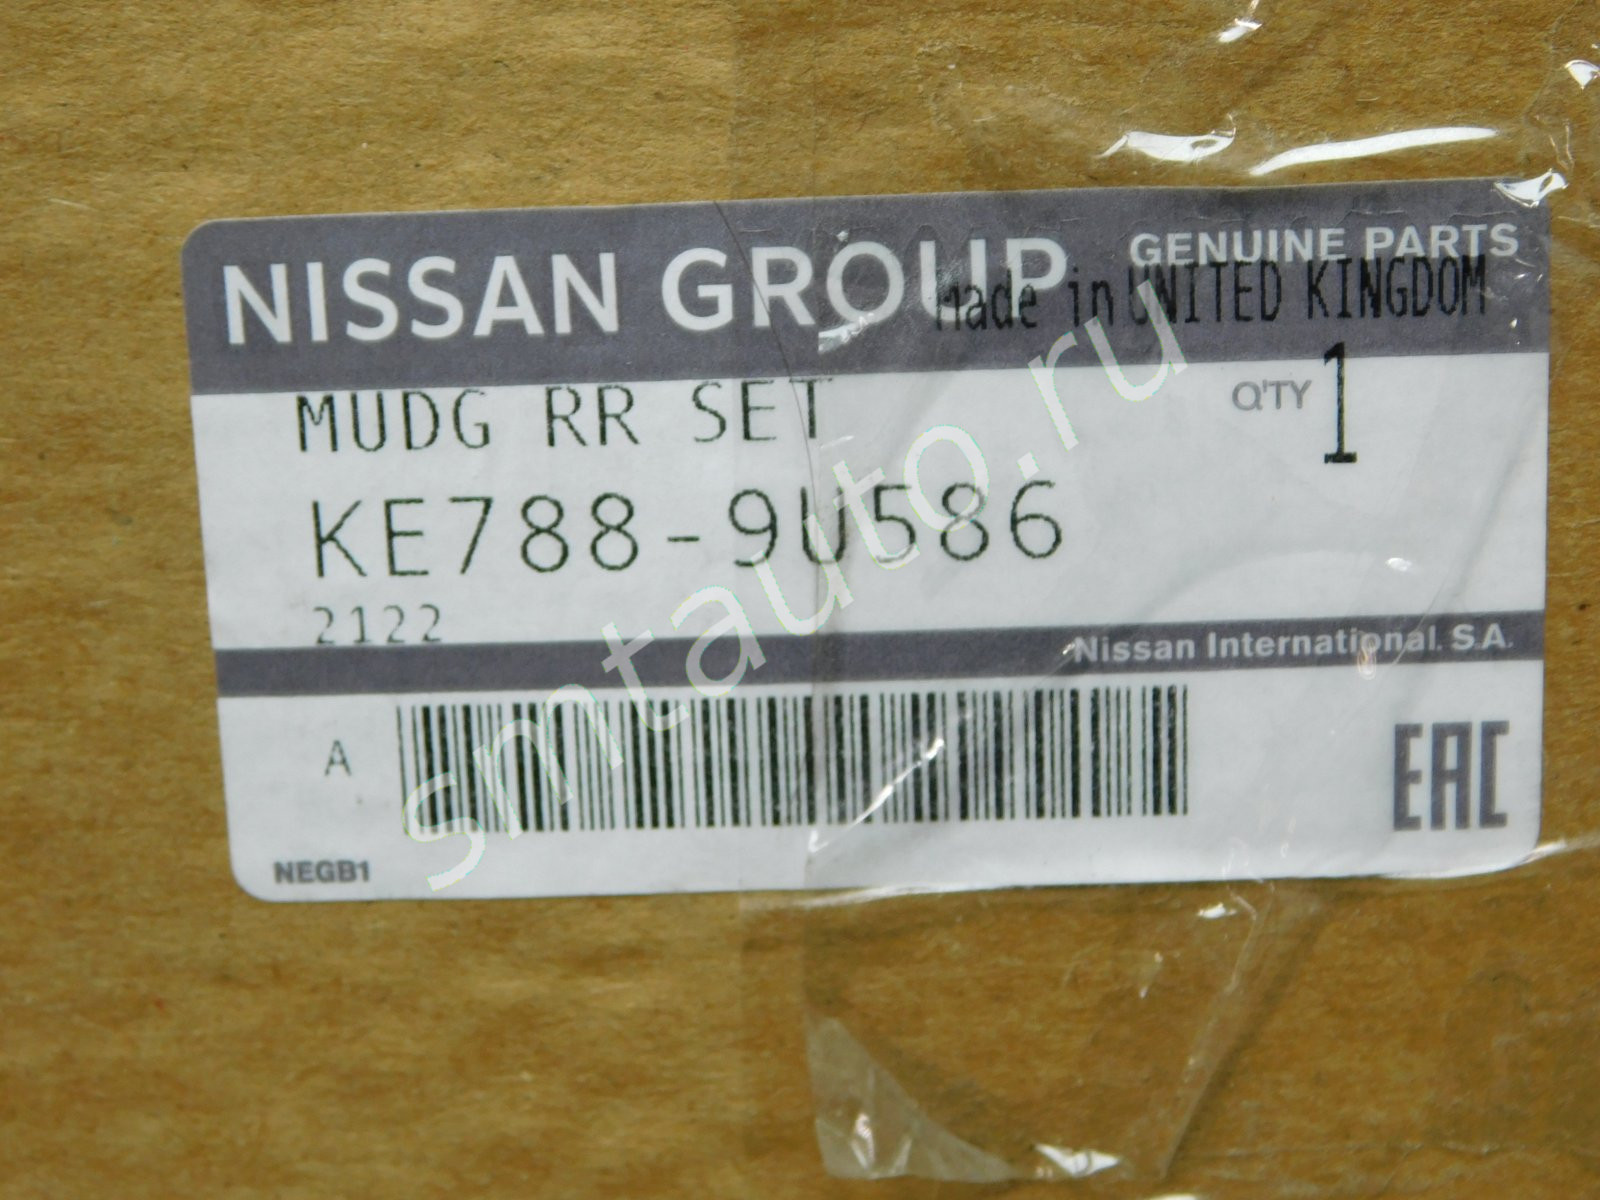 NISSAN GROUP GENUINE PARTS
made in UNITED KINGDOM
MUDG RR SET Q'TY 1
KE788-9U586
2122
Nissan International. S.A.
A
EAC
NEGB1
smtauto.ru